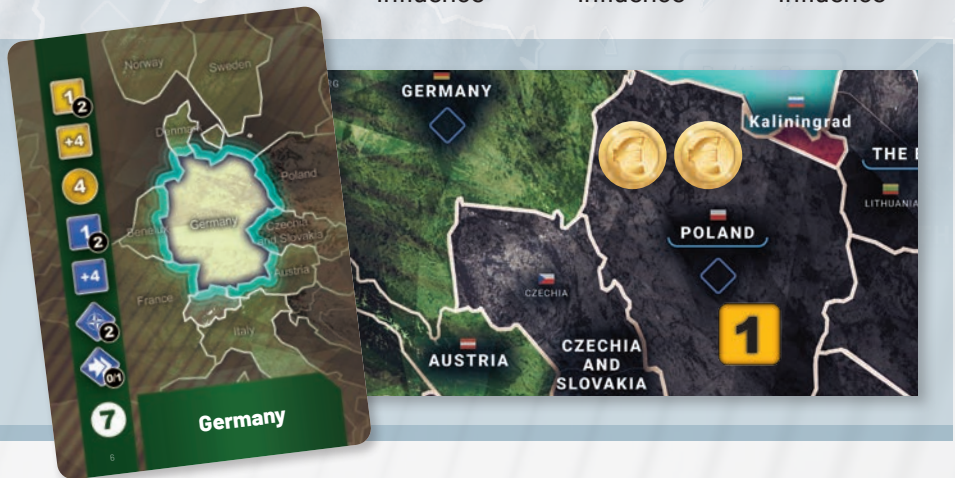 Influence Influence Influence
Norway
Sweden
1 2
+4
Denmark
4
Poland
Germany
1 2
Benelux
Czechia
and Slovakia
+4
Austria
France
2
Italy
0/1
7
Germany
6
GERMANY
Kaliningrad
THE
LITHUANIA
POLAND
CZECHIA
1
AUSTRIA
CZECHIA
AND
SLOVAKIA